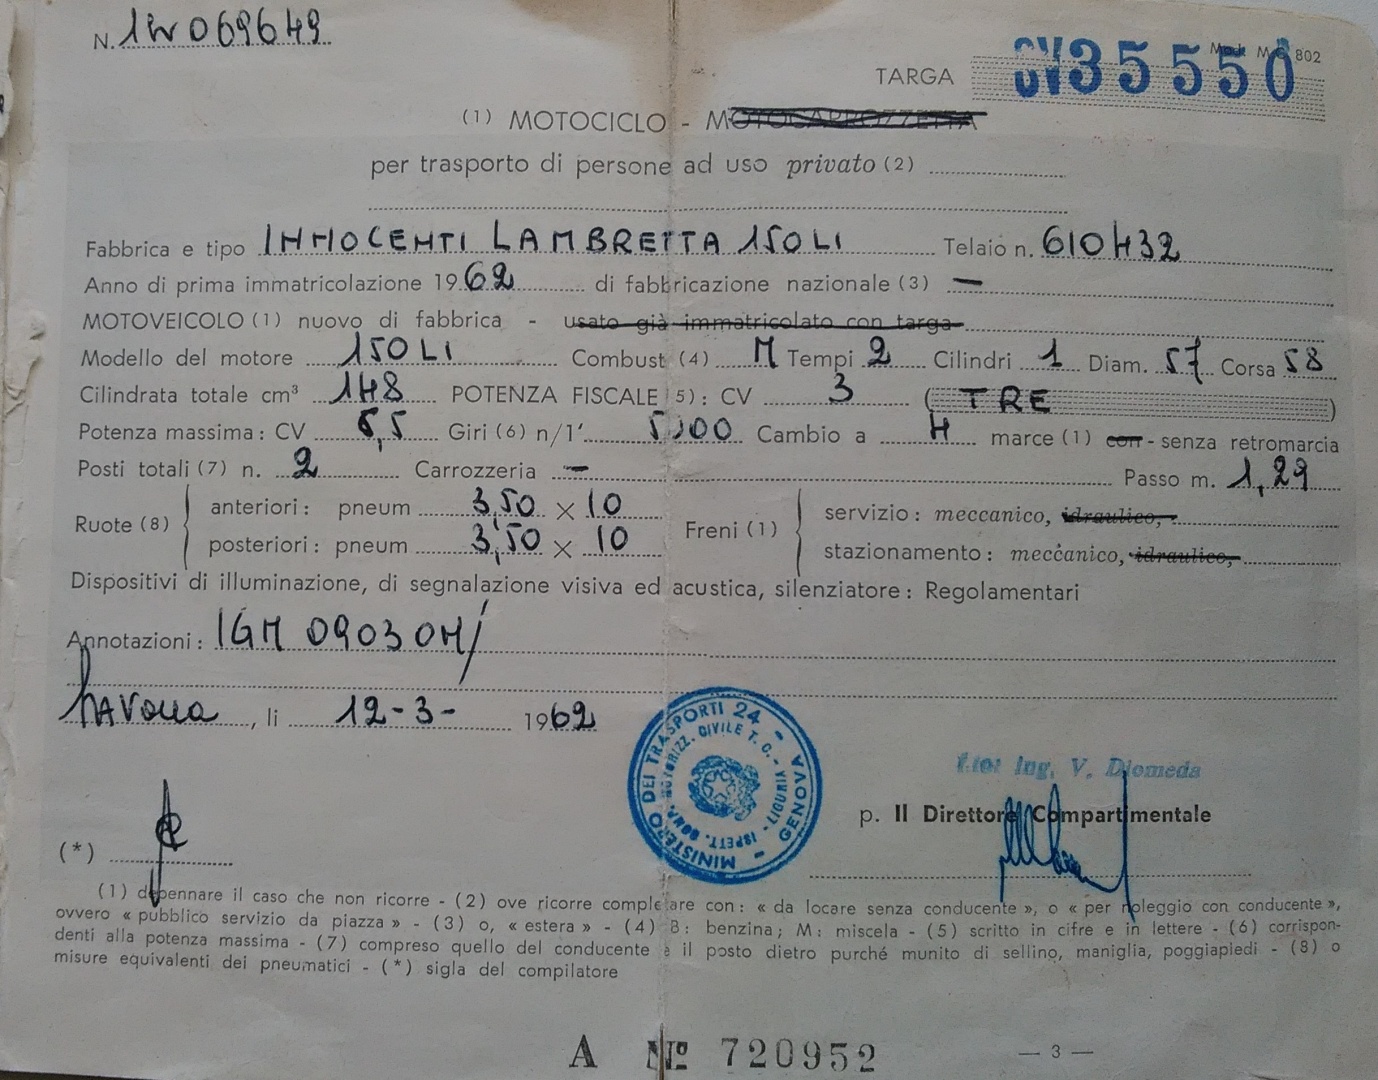 N. 1W069649
Mod. M C 802
TARGA SV35550
(1) MOTOCICLO - MOTOCARROZZETTA
per trasporto di persone ad uso privato (2)
Fabbrica e tipo INNOCENTI LAMBRETTA 150LI Telaio n. 610432
Anno di prima immatricolazione 1962 di fabbricazione nazionale (3) —
MOTOVEICOLO (1) nuovo di fabbrica - usato già immatricolato con targa
Modello del motore 150LI Combust (4) M Tempi 2 Cilindri 1 Diam. 57 Corsa 58
Cilindrata totale cm³ 148 POTENZA FISCALE (5): CV 3 (TRE)
Potenza massima: CV 6,5 Giri (6) n/1' 5300 Cambio a 4 marce (1) con - senza retromarcia
Posti totali (7) n. 2 Carrozzeria — Passo m. 1,29
Ruote (8) anteriori: pneum 3,50 × 10 Freni (1) servizio: meccanico, idraulico,
posteriori: pneum 3,50 × 10 stazionamento: meccanico, idraulico,
Dispositivi di illuminazione, di segnalazione visiva ed acustica, silenziatore: Regolamentari
Annotazioni: IGM 0903OM/
Savona, li 12-3-1962
MINISTERO DEI TRASPORTI 24 - GENOVA -
ISPETT. COMP. MOTORIZZ. CIVILE T. C. - LIGURIA -
f.to: Ing. V. Diomeda
p. Il Direttore Compartimentale
(*)
(1) depennare il caso che non ricorre - (2) ove ricorre completare con: « da locare senza conducente », o « per noleggio con conducente »,
ovvero « pubblico servizio da piazza » - (3) o, « estera » - (4) B: benzina; M: miscela - (5) scritto in cifre e in lettere - (6) corrispon-
denti alla potenza massima - (7) compreso quello del conducente e il posto dietro purché munito di sellino, maniglia, poggiapiedi - (8) o
misure equivalenti dei pneumatici - (*) sigla del compilatore
A Nº 720952
— 3 —